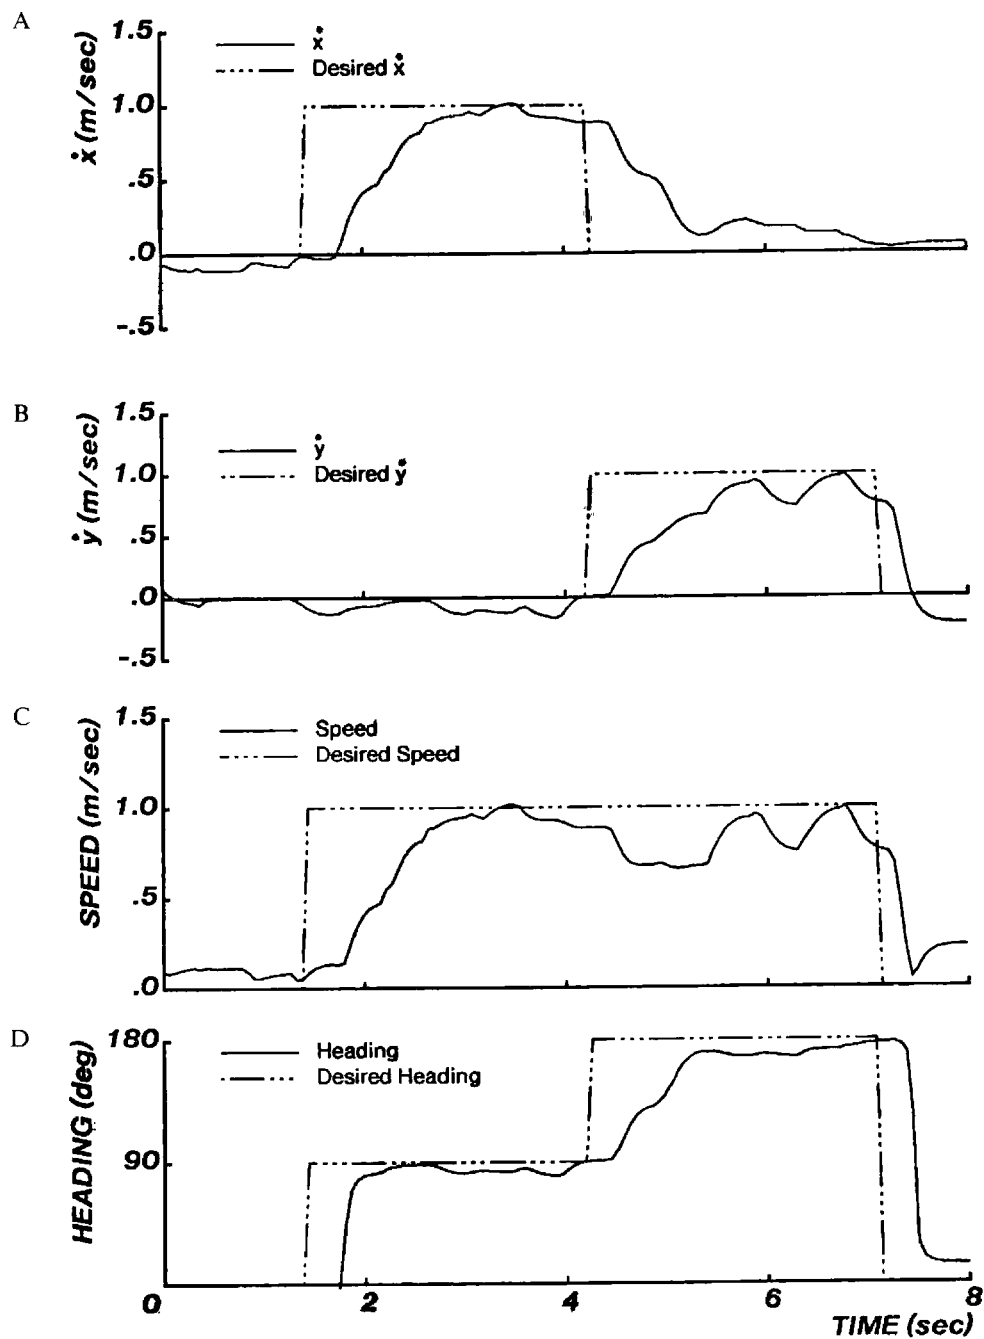 A
1.5
1.0
.5
.0
-.5
ẋ (m/sec)
ẋ
Desired ẋ
B
1.5
1.0
.5
.0
-.5
ẏ (m/sec)
ẏ
Desired ẏ
8
C
1.5
1.0
.5
.0
SPEED (m/sec)
Speed
Desired Speed
D
180
90
HEADING (deg)
Heading
Desired Heading
0
2
4
6
8
TIME (sec)